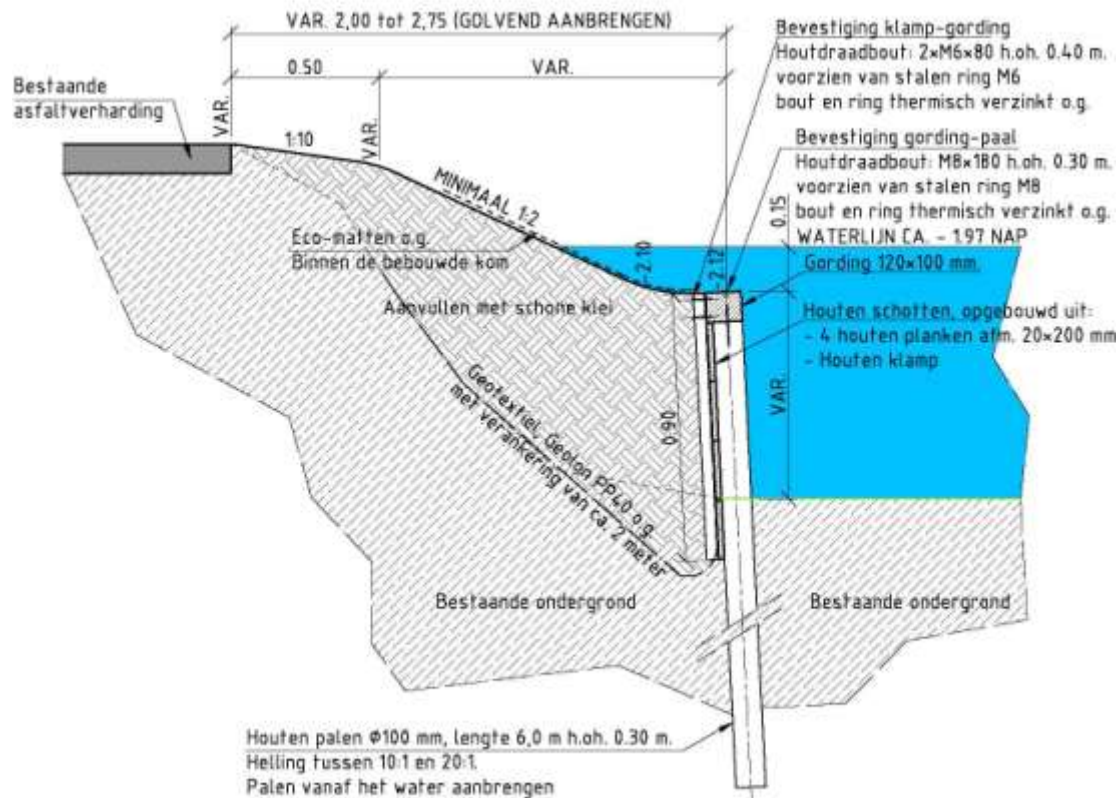 VAR. 2,00 tot 2,75 (GOLVEND AANBRENGEN)
0.50
VAR.
Bestaande
asfaltverharding
VAR.
1:10
VAR.
MINIMAAL 1:2
Eco-matten o.g.
Binnen de bebouwde kom
Aanvullen met schone klei
Geotextiel, Geolon PP40 o.g.
met verankering van ca. 2 meter
-2.10
-2.12
0.90
Bevestiging klamp-gording
Houtdraadbout: 2×M6×80 h.oh. 0.40 m.
voorzien van stalen ring M6
bout en ring thermisch verzinkt o.g.
Bevestiging gording-paal
Houtdraadbout: M8×180 h.oh. 0.30 m.
voorzien van stalen ring M8
bout en ring thermisch verzinkt o.g.
0.15
WATERLIJN CA. - 1.97 NAP
Gording 120×100 mm.
Houten schotten, opgebouwd uit:
- 4 houten planken afm. 20×200 mm
- Houten klamp
VAR.
Bestaande ondergrond
Bestaande ondergrond
Houten palen Φ100 mm, lengte 6,0 m h.oh. 0.30 m.
Helling tussen 10:1 en 20:1.
Palen vanaf het water aanbrengen